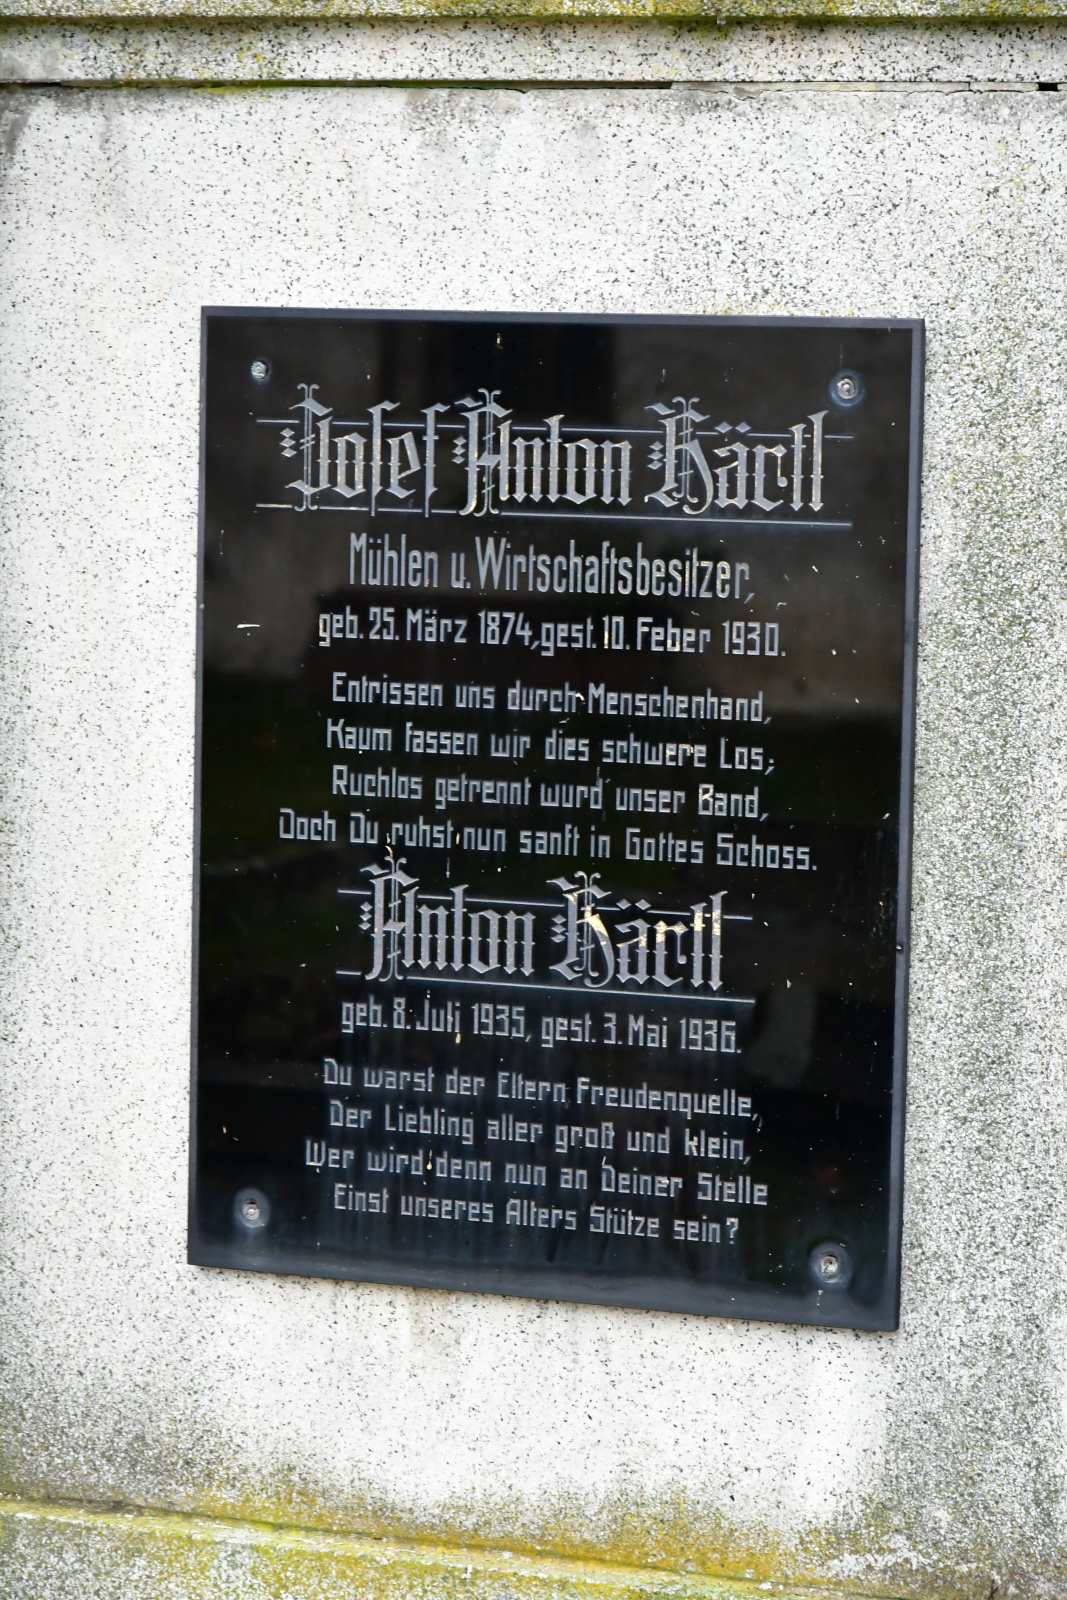 Josef Anton Härtl
Mühlen u. Wirtschaftsbesitzer,
geb. 25. März 1874, gest. 10. Feber 1930.
Entrissen uns durch Menschenhand,
Kaum fassen wir dies schwere Los;
Ruchlos getrennt wurd' unser Band,
Doch Du ruhst nun sanft in Gottes Schoss.
Anton Härtl
geb. 8. Juli 1935, gest. 3. Mai 1936.
Du warst der Eltern Freudenquelle,
Der Liebling aller groß und klein,
Wer wird denn nun an Deiner Stelle
Einst unseres Alters Stütze sein?